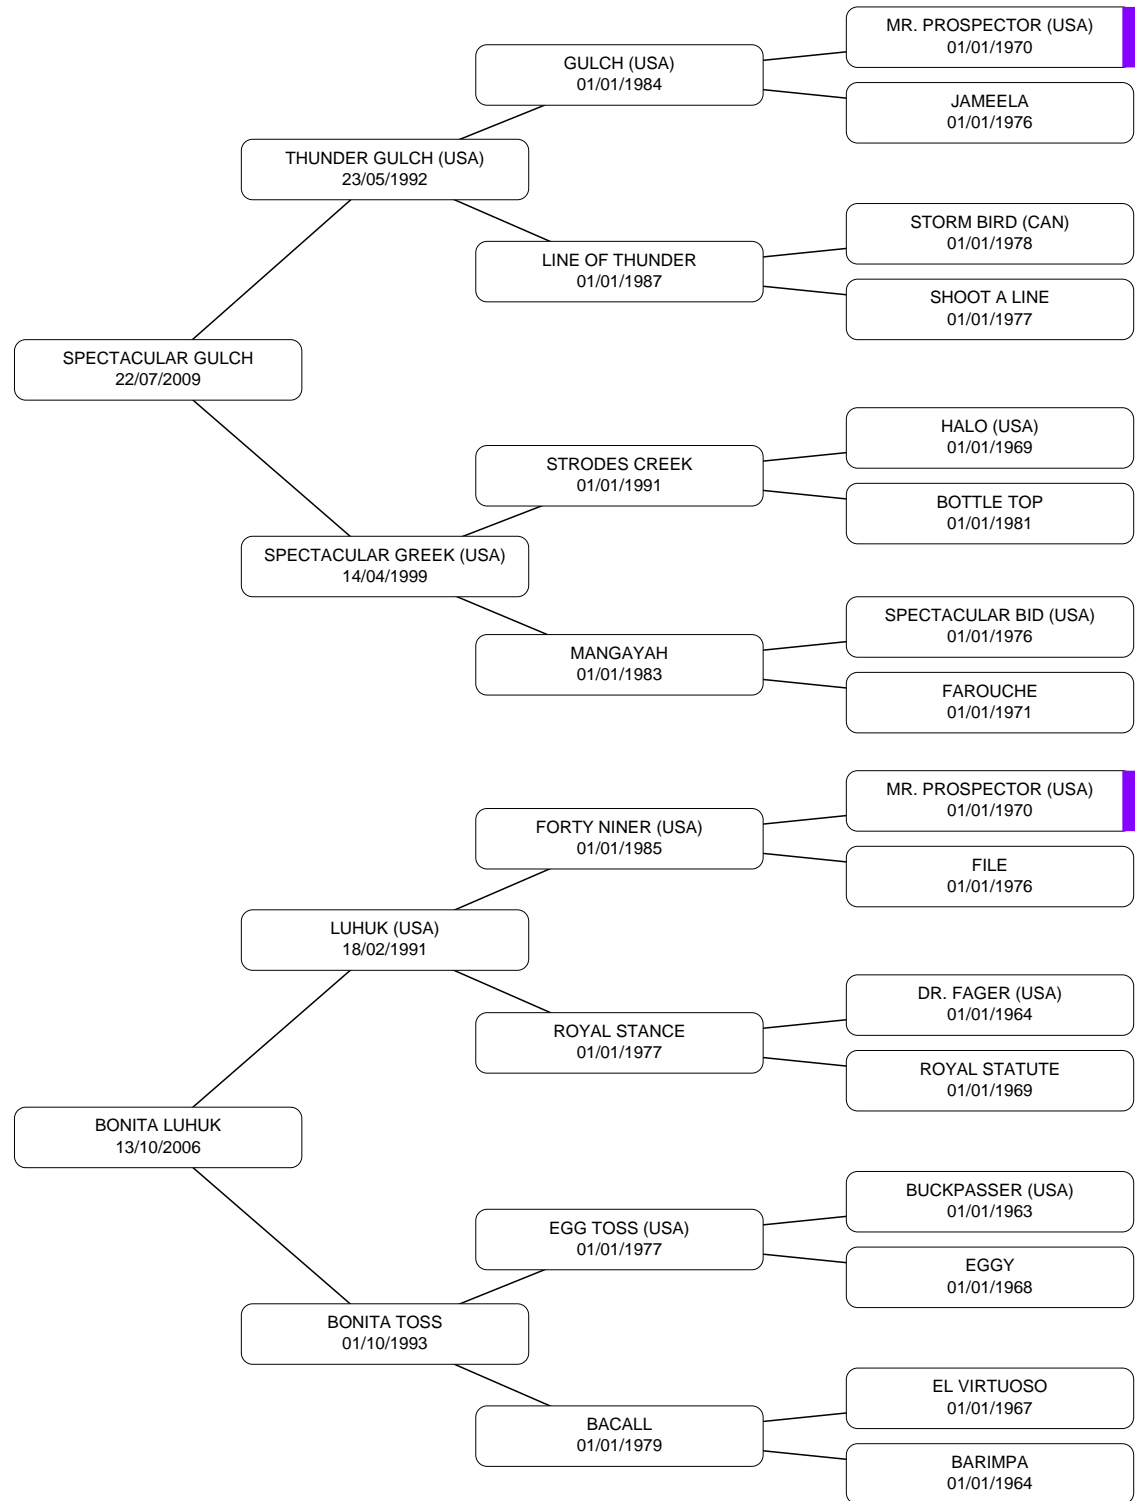 MR. PROSPECTOR (USA)
01/01/1970
GULCH (USA)
01/01/1984
JAMEELA
01/01/1976
THUNDER GULCH (USA)
23/05/1992
STORM BIRD (CAN)
01/01/1978
LINE OF THUNDER
01/01/1987
SHOOT A LINE
01/01/1977
SPECTACULAR GULCH
22/07/2009
HALO (USA)
01/01/1969
STRODES CREEK
01/01/1991
BOTTLE TOP
01/01/1981
SPECTACULAR GREEK (USA)
14/04/1999
SPECTACULAR BID (USA)
01/01/1976
MANGAYAH
01/01/1983
FAROUCHE
01/01/1971
MR. PROSPECTOR (USA)
01/01/1970
FORTY NINER (USA)
01/01/1985
FILE
01/01/1976
LUHUK (USA)
18/02/1991
DR. FAGER (USA)
01/01/1964
ROYAL STANCE
01/01/1977
ROYAL STATUTE
01/01/1969
BONITA LUHUK
13/10/2006
BUCKPASSER (USA)
01/01/1963
EGG TOSS (USA)
01/01/1977
EGGY
01/01/1968
BONITA TOSS
01/10/1993
EL VIRTUOSO
01/01/1967
BACALL
01/01/1979
BARIMPA
01/01/1964